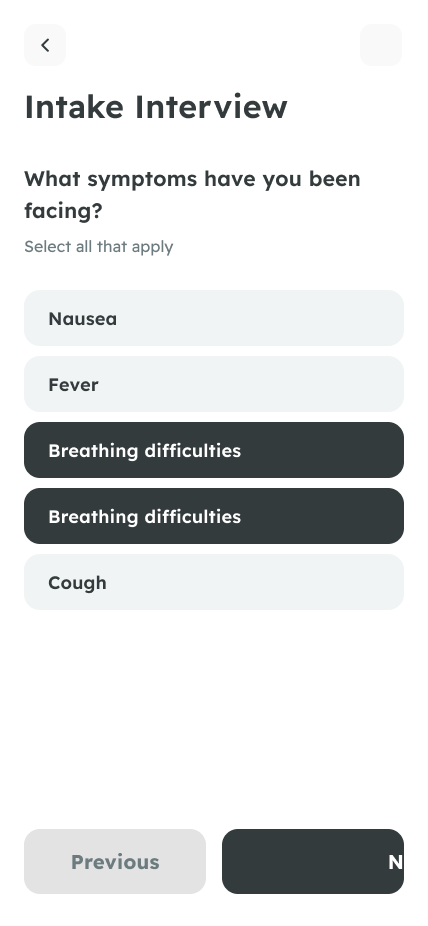 Intake Interview
What symptoms have you been
facing?
Select all that apply
Nausea
Fever
Breathing difficulties
Breathing difficulties
Cough
Previous
N